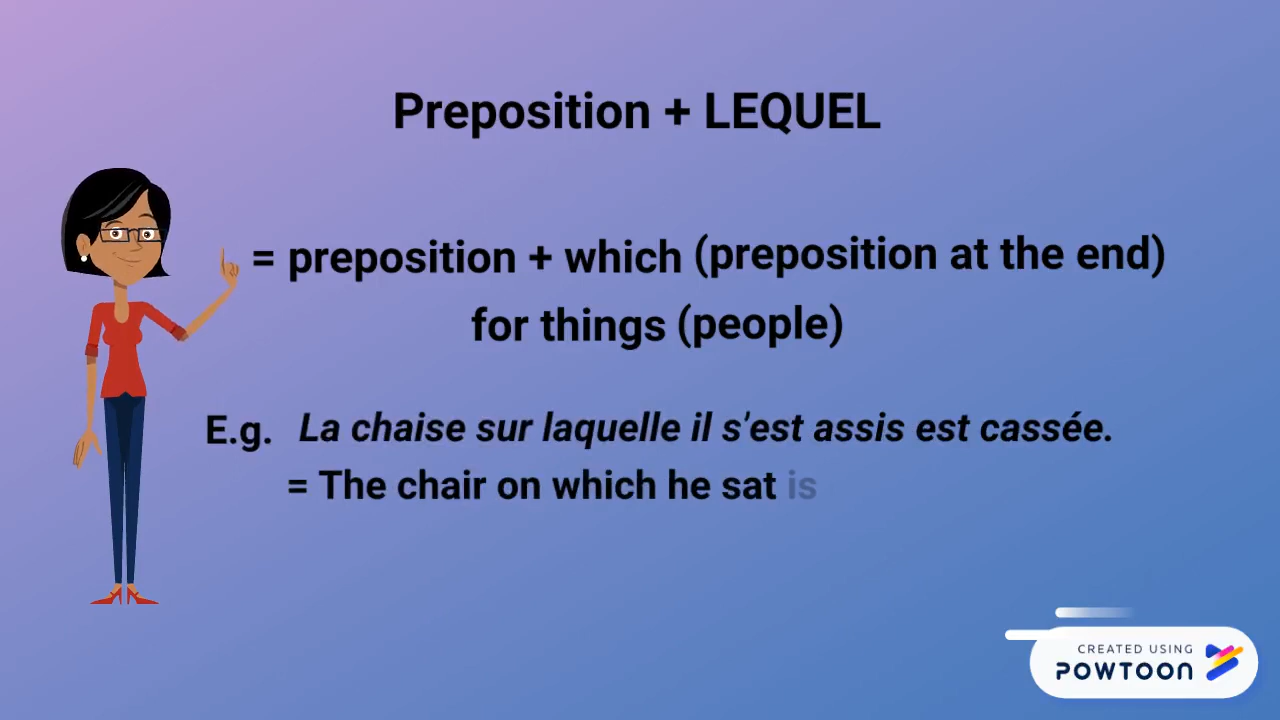 Preposition + LEQUEL
= preposition + which (preposition at the end)
for things (people)
E.g. La chaise sur laquelle il s'est assis est cassée.
= The chair on which he sat is
CREATED USING
POWTOON